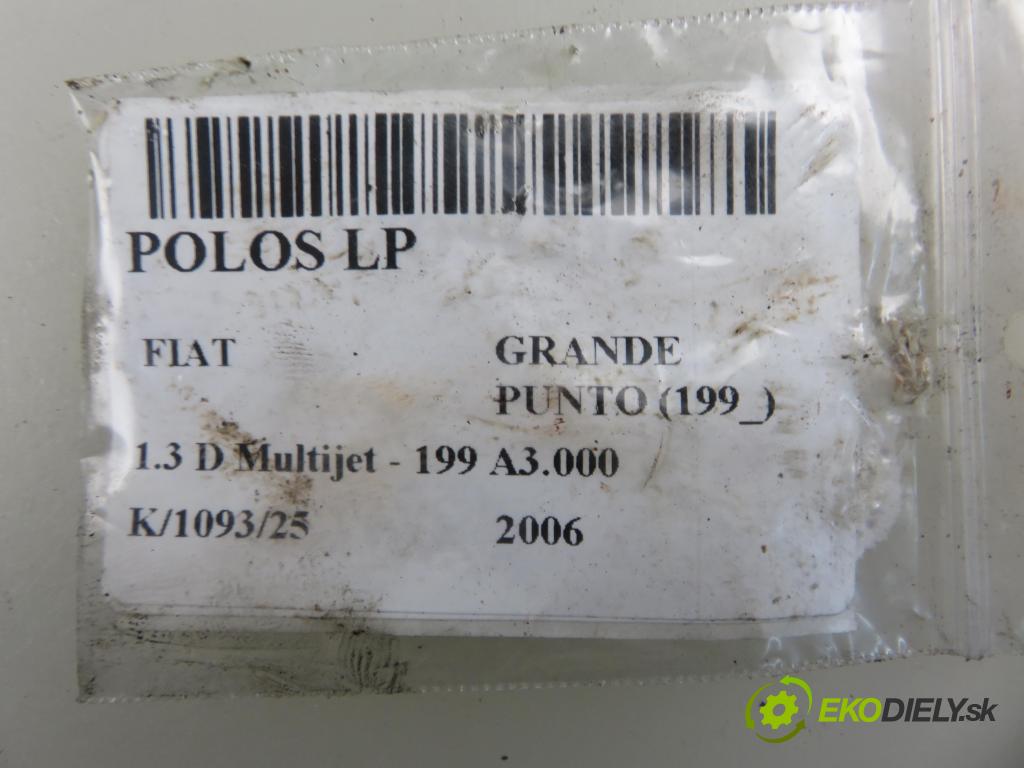 POLOS LP
FIAT
GRANDE
PUNTO (199_)
1.3 D Multijet - 199 A3.000
K/1093/25
2006
EKODIELY.sk